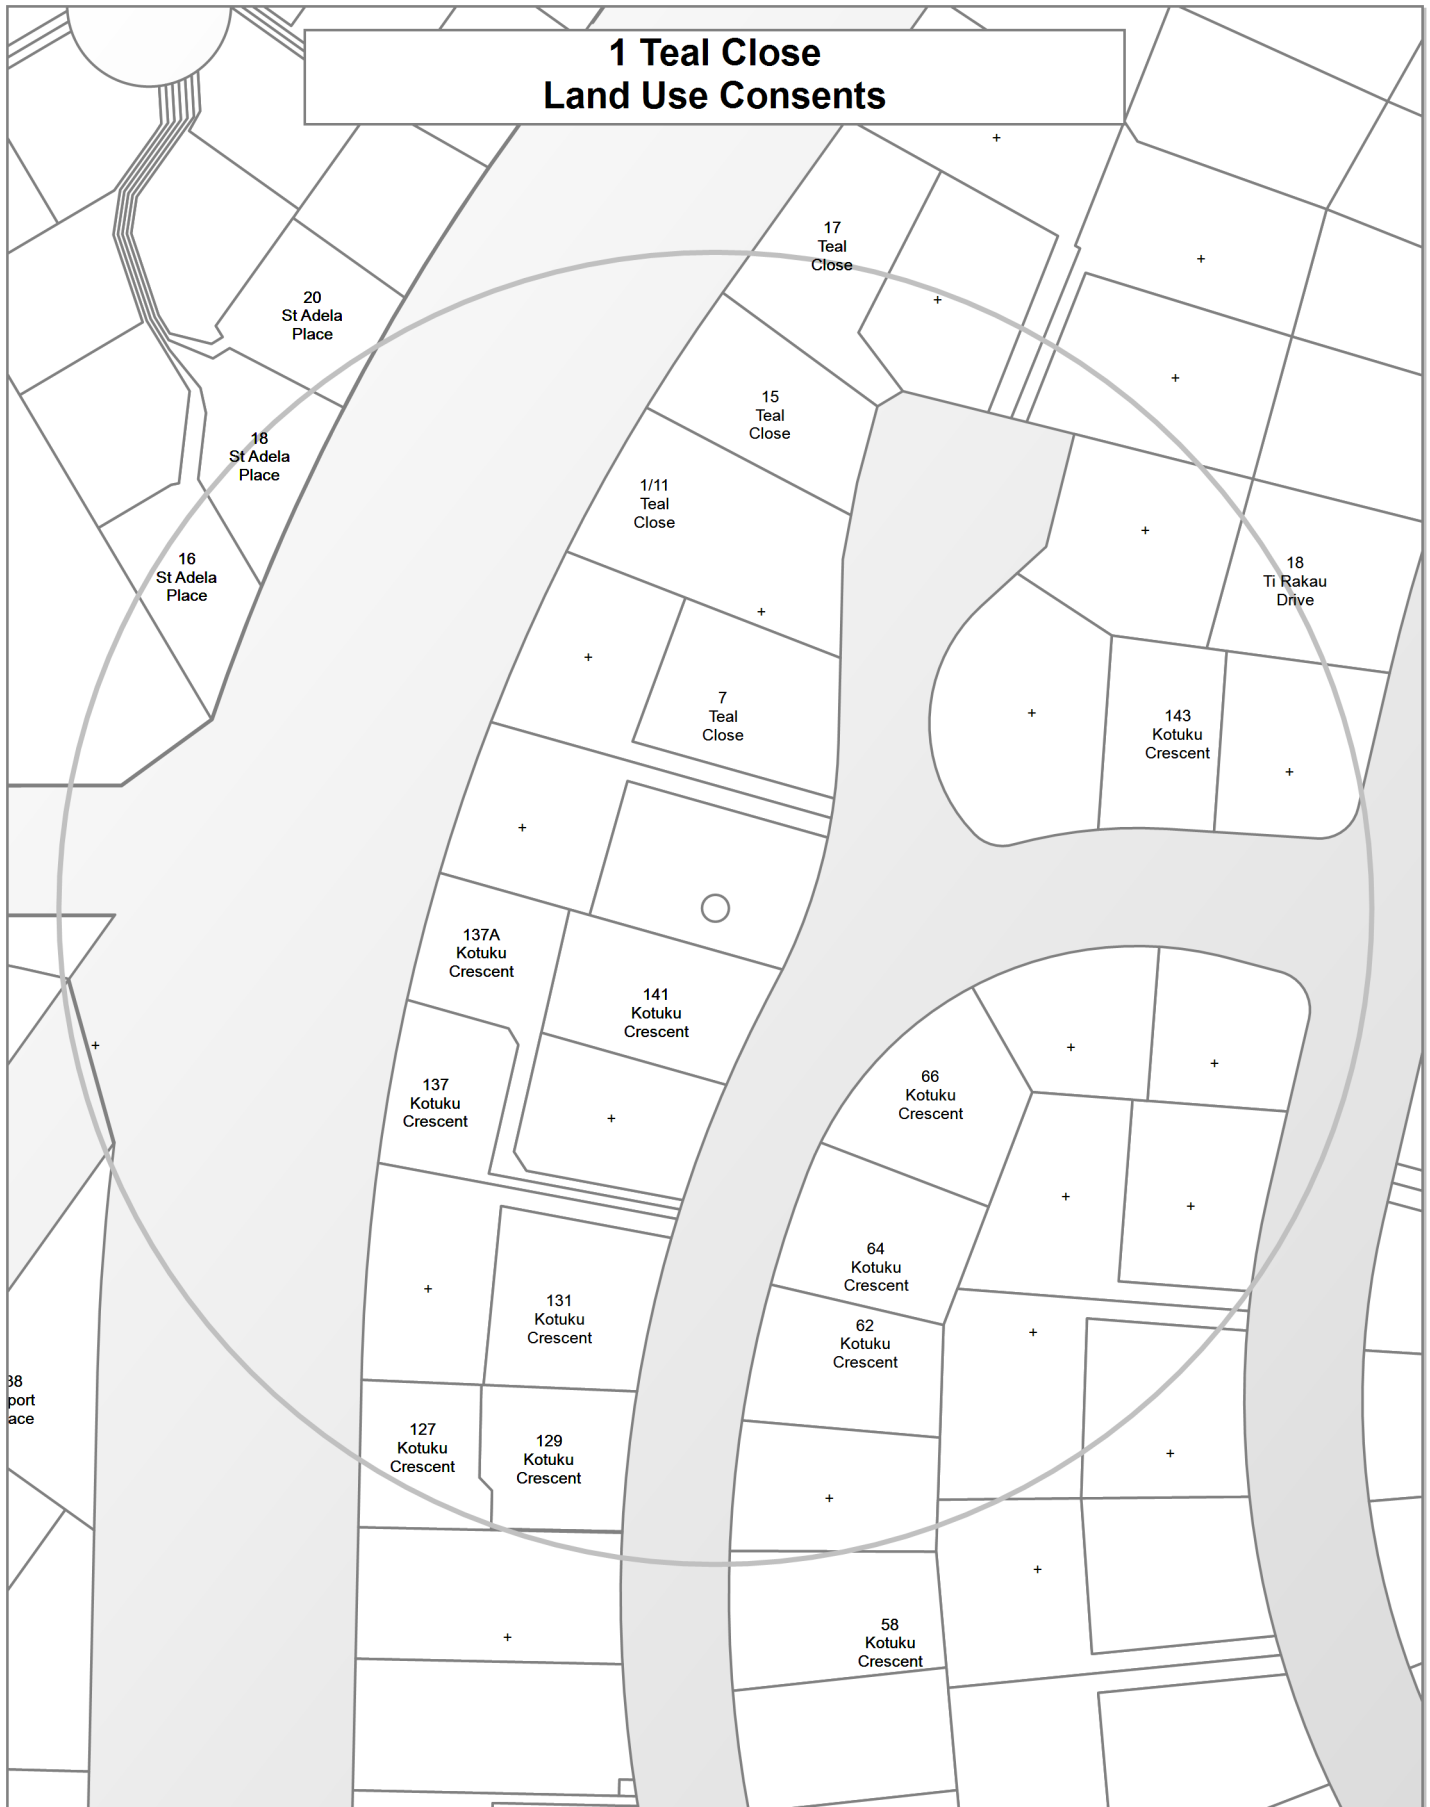 1 Teal Close
Land Use Consents
17
Teal
Close
20
St Adela
Place
15
Teal
Close
18
St Adela
Place
1/11
Teal
Close
16
St Adela
Place
18
Ti Rakau
Drive
7
Teal
Close
143
Kotuku
Crescent
137A
Kotuku
Crescent
141
Kotuku
Crescent
66
Kotuku
Crescent
137
Kotuku
Crescent
64
Kotuku
Crescent
131
Kotuku
Crescent
62
Kotuku
Crescent
38
port
ace
127
Kotuku
Crescent
129
Kotuku
Crescent
58
Kotuku
Crescent